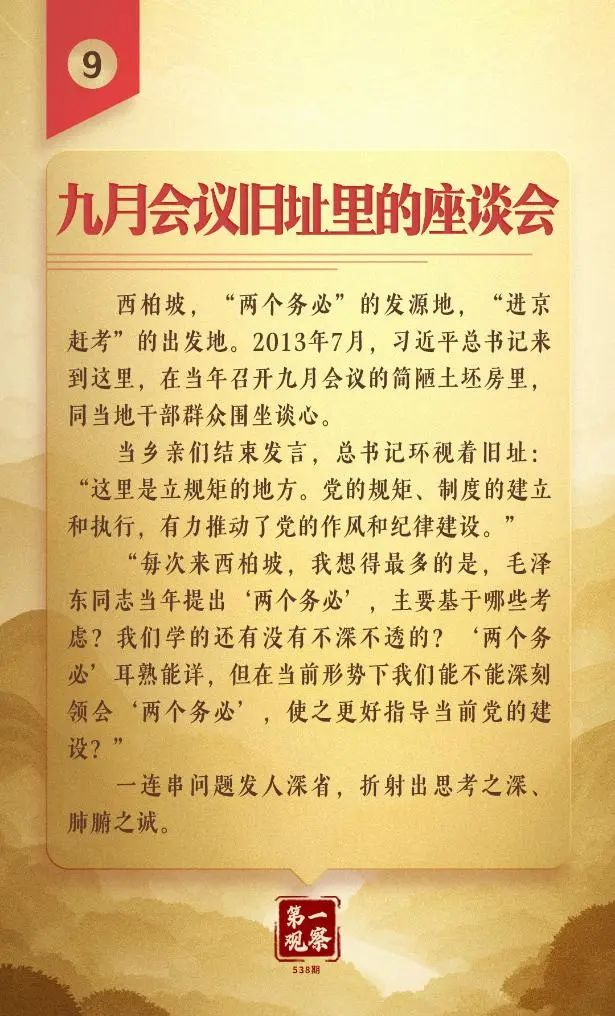 9
九月会议旧址里的座谈会
西柏坡，“两个务必”的发源地，“进京
赶考”的出发地。2013年7月，习近平总书记来
到这里，在当年召开九月会议的简陋土坯房里，
同当地干部群众围坐谈心。
当乡亲们结束发言，总书记环视着旧址：
“这里是立规矩的地方。党的规矩、制度的建立
和执行，有力推动了党的作风和纪律建设。”
“每次来西柏坡，我想得最多的是，毛泽
东同志当年提出‘两个务必’，主要基于哪些考
虑？我们学的还有没有不深不透的？‘两个务
必’耳熟能详，但在当前形势下我们能不能深刻
领会‘两个务必’，使之更好指导当前党的建
设？”
一连串问题发人深省，折射出思考之深、
肺腑之诚。
第一
观察
538期